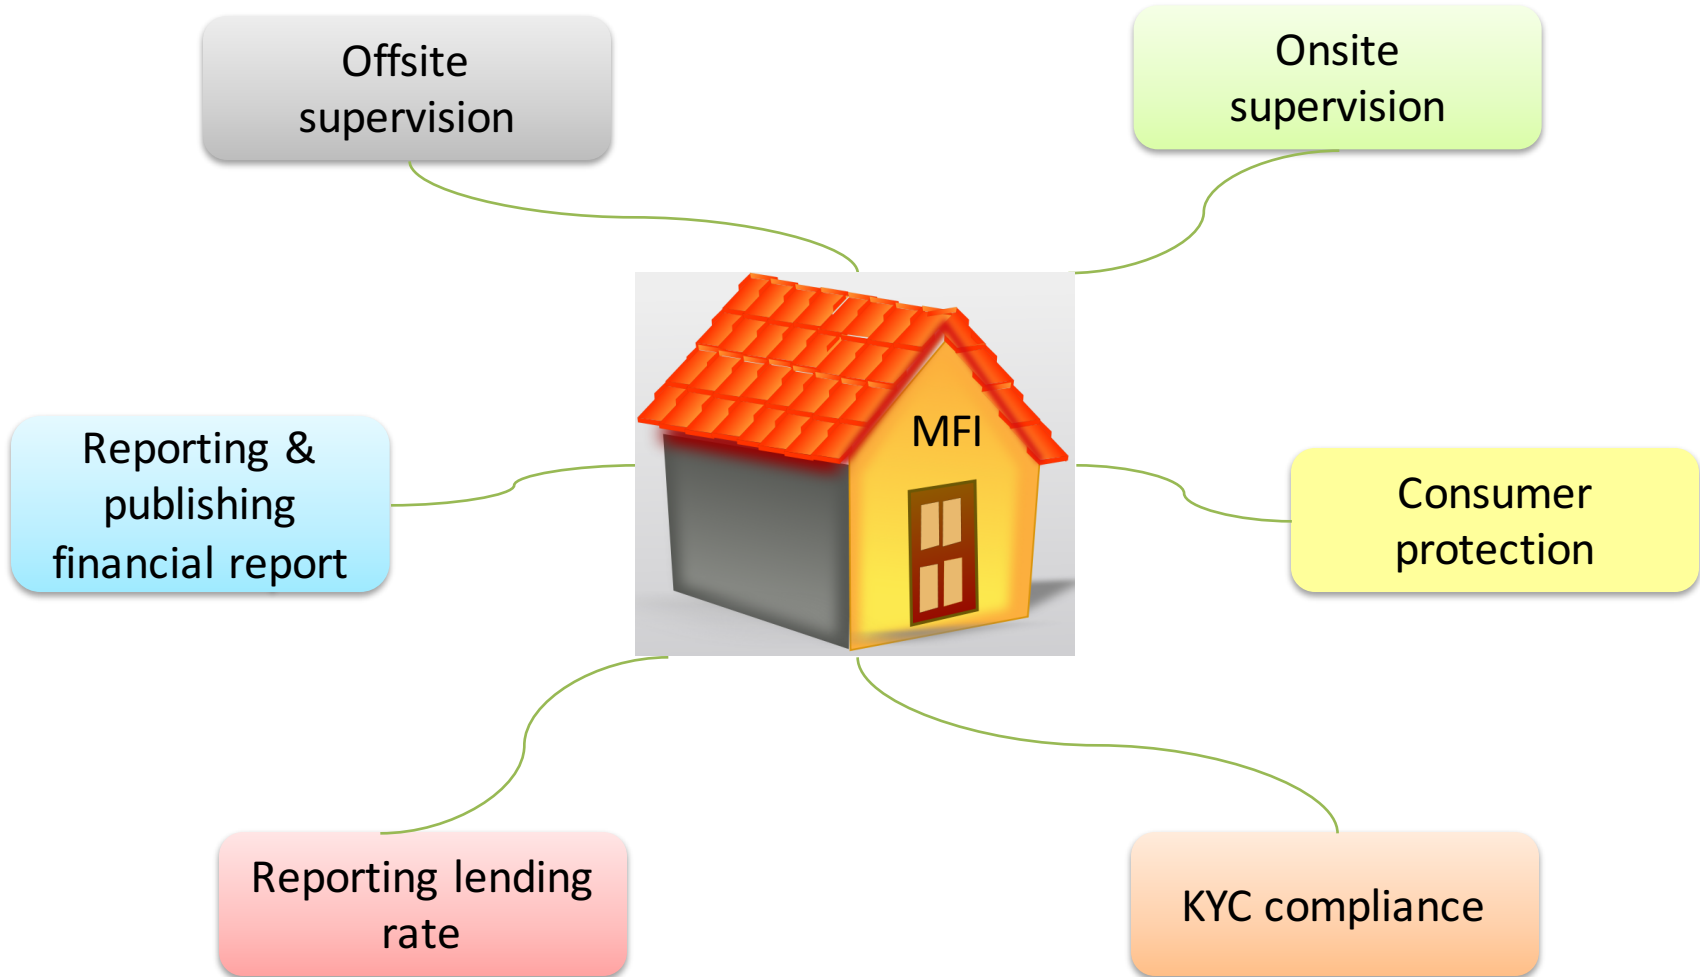 Offsite
supervision
Onsite
supervision
MFI
Reporting &
publishing
financial report
Consumer
protection
Reporting lending
rate
KYC compliance